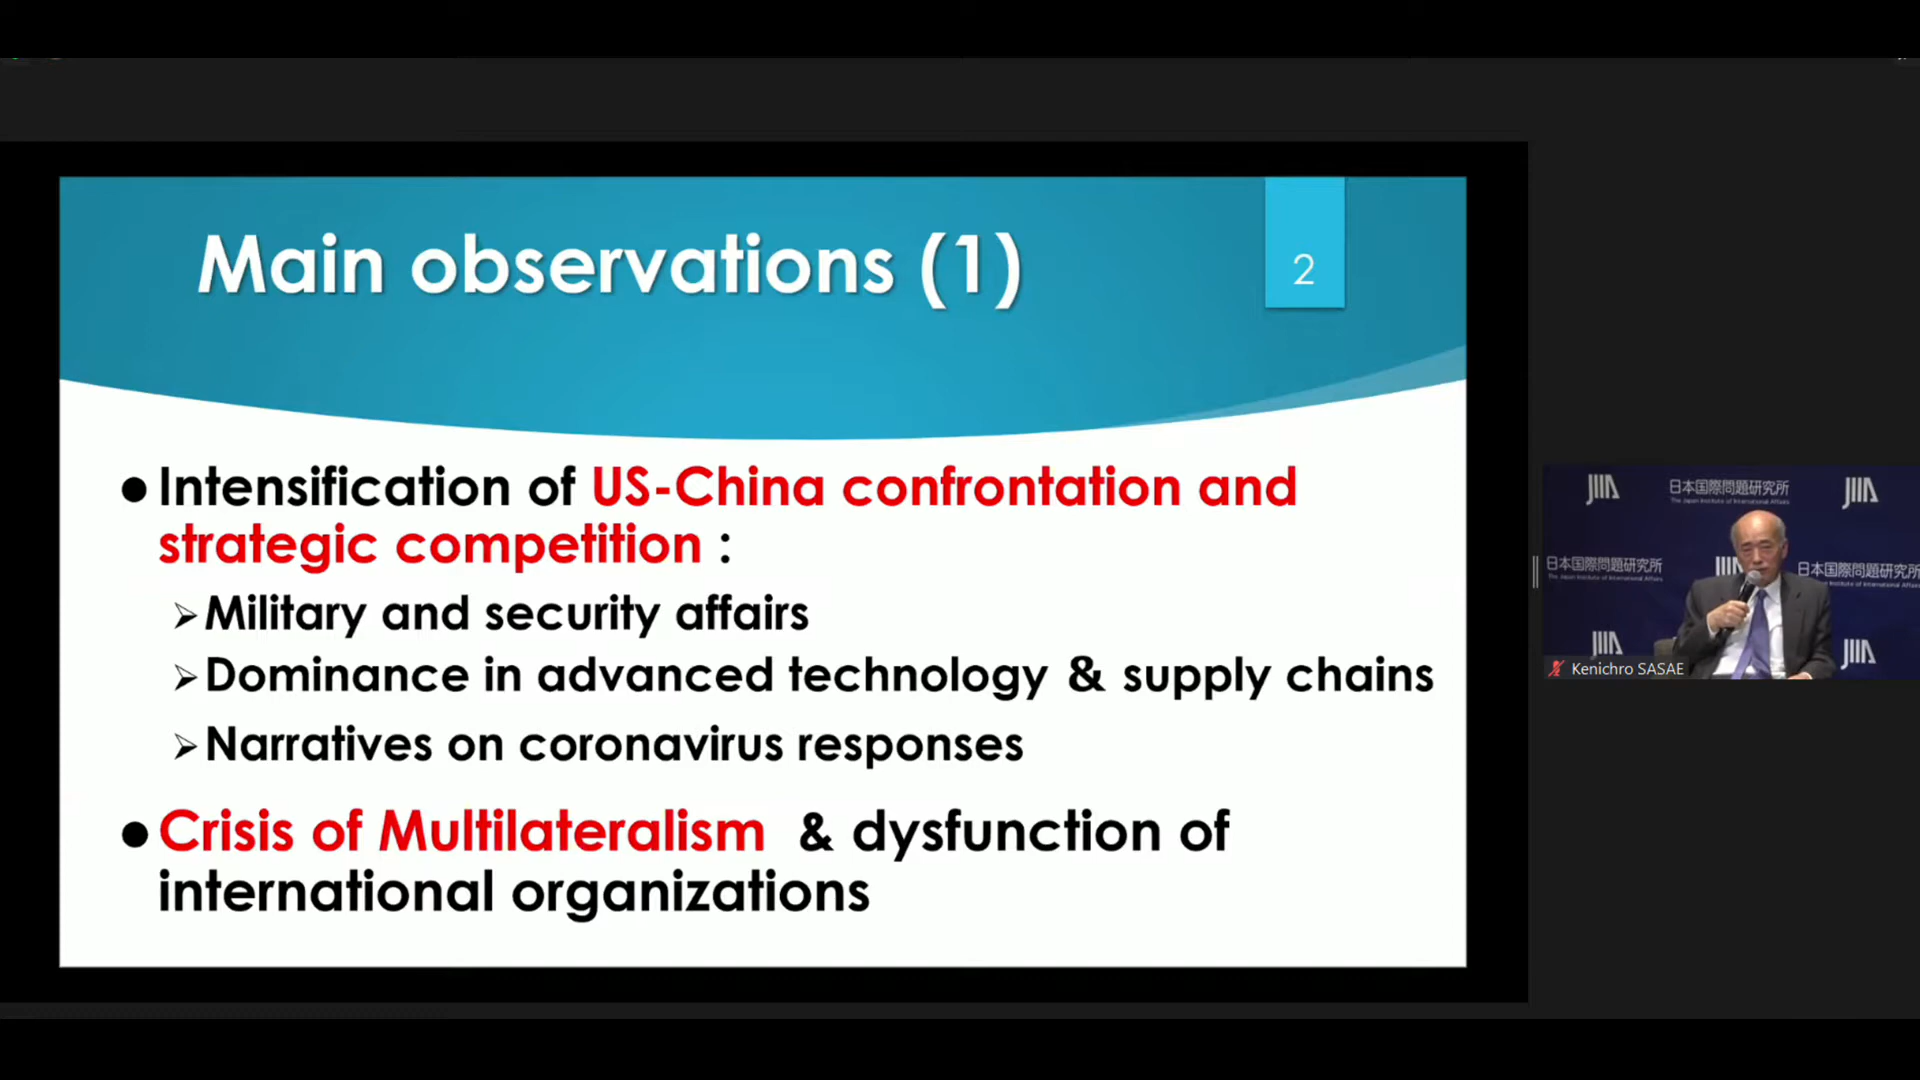 Main observations (1)
2
●Intensification of US-China confrontation and
strategic competition :
➢Military and security affairs
➢Dominance in advanced technology & supply chains
➢Narratives on coronavirus responses
●Crisis of Multilateralism & dysfunction of
international organizations
JIIA
日本国際問題研究所
The Japan Institute of International Affairs
JIIA
日本国際問題研究所
The Japan Institute of International Affairs
JIIA
日本国際問題研究所
Institute of International Affairs
JIIA
JIIA
Kenichro SASAE